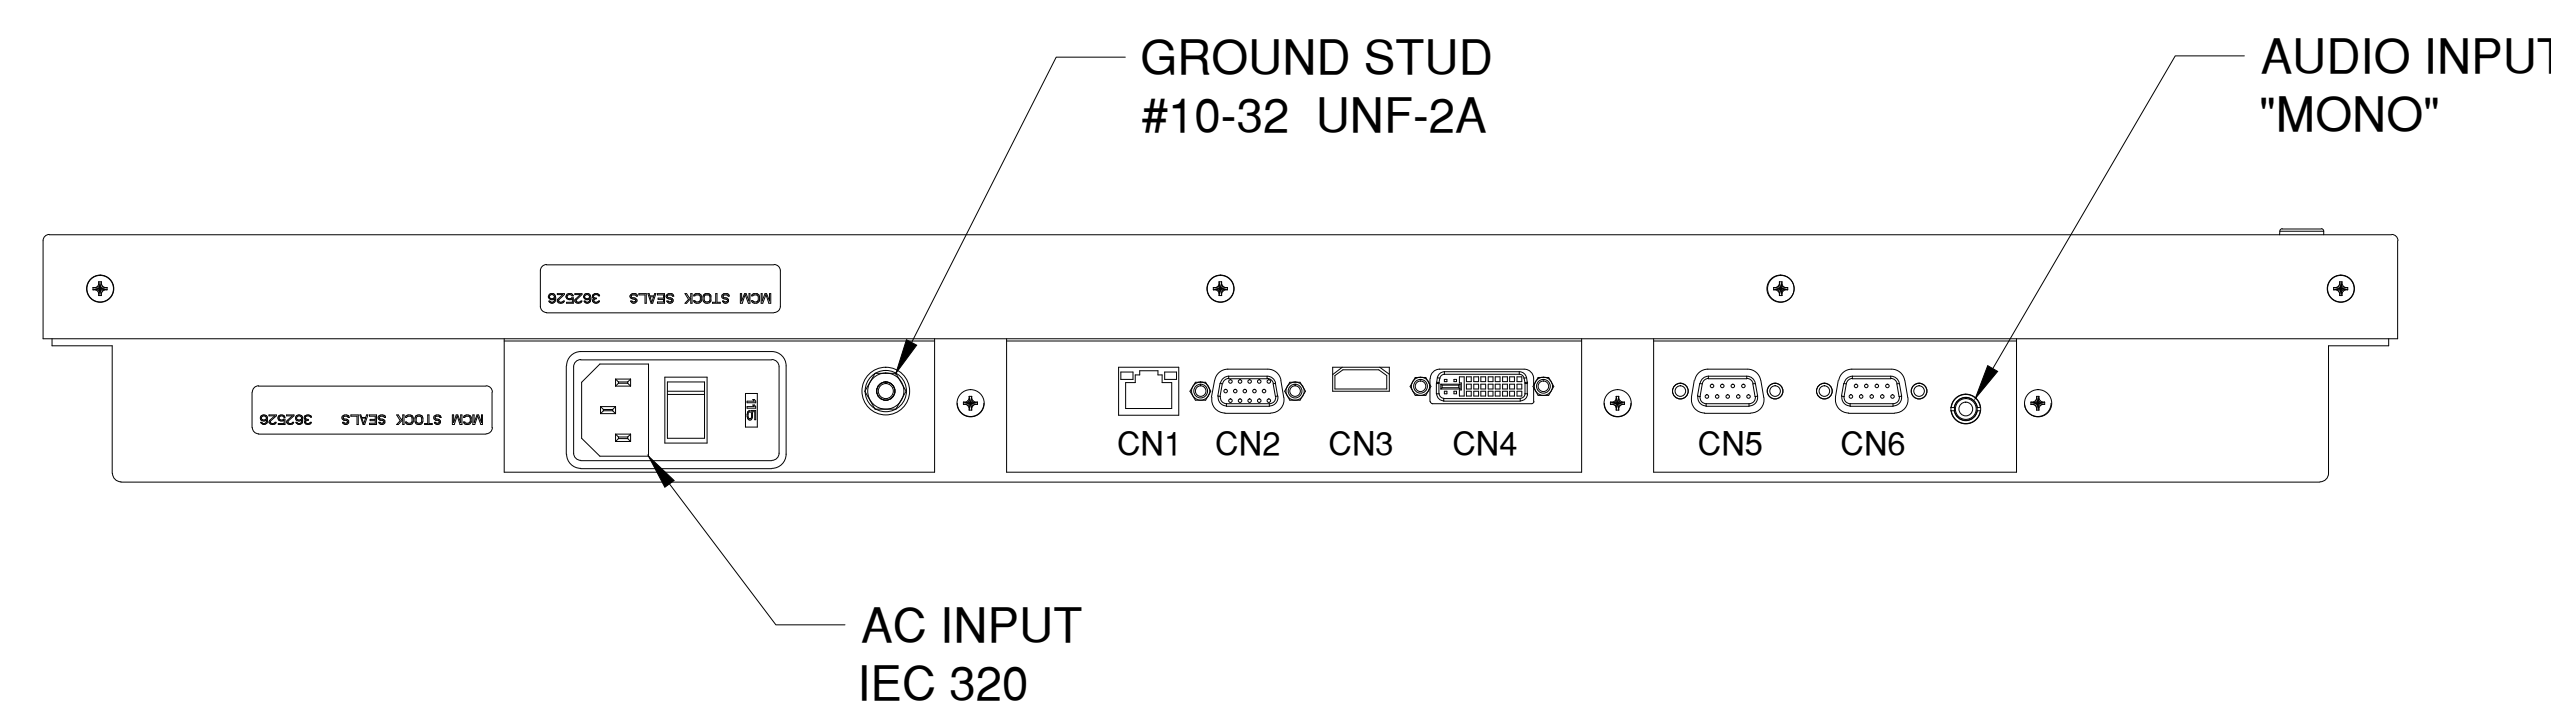 GROUND STUD
#10-32 UNF-2A
AUDIO INPUT
"MONO"
MCM STOCK SEALS 362526
MCM STOCK SEALS 362526
115
CN1 CN2 CN3 CN4 CN5 CN6
AC INPUT
IEC 320